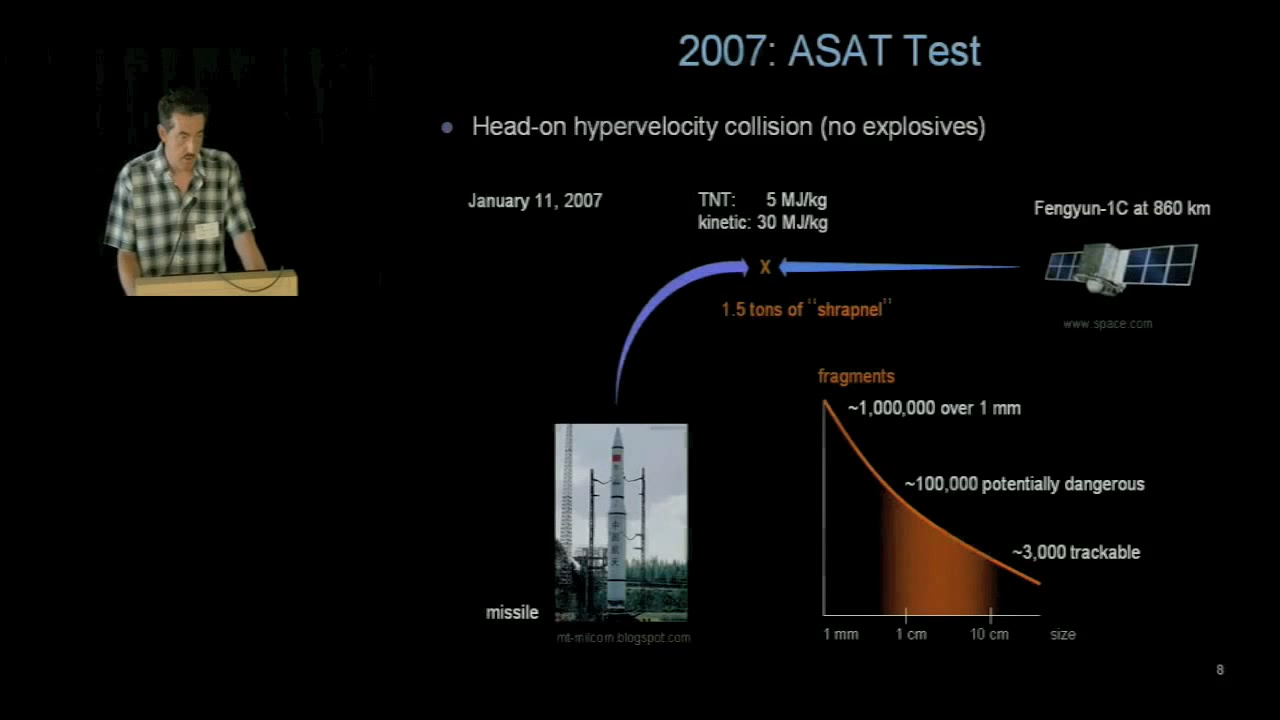 2007: ASAT Test
Head-on hypervelocity collision (no explosives)
January 11, 2007
TNT: 5 MJ/kg
kinetic: 30 MJ/kg
Fengyun-1C at 860 km
X
1.5 tons of "shrapnel"
www.space.com
fragments
~1,000,000 over 1 mm
~100,000 potentially dangerous
~3,000 trackable
missile
1 mm 1 cm 10 cm size
mt-milcom.blogspot.com
8